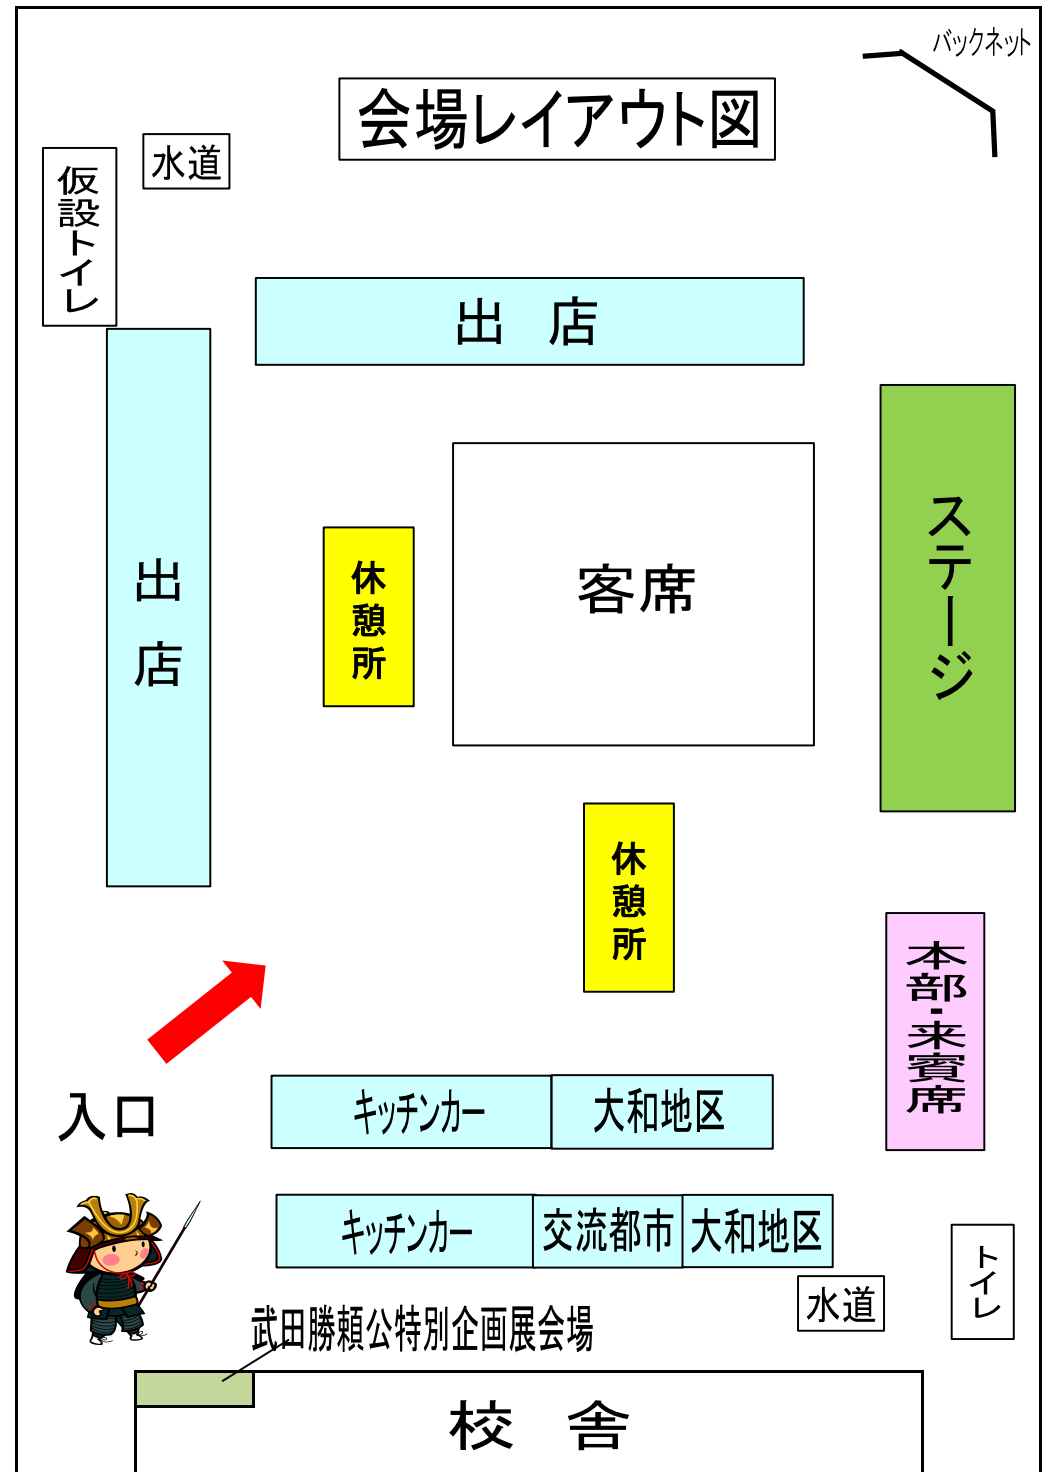 バックネット
会場レイアウト図
水道
仮設トイレ
出 店
出店
休憩所
客席
ステージ
休憩所
本部・来賓席
入口
キッチンカー
大和地区
キッチンカー
交流都市
大和地区
トイレ
水道
武田勝頼公特別企画展会場
校 舎